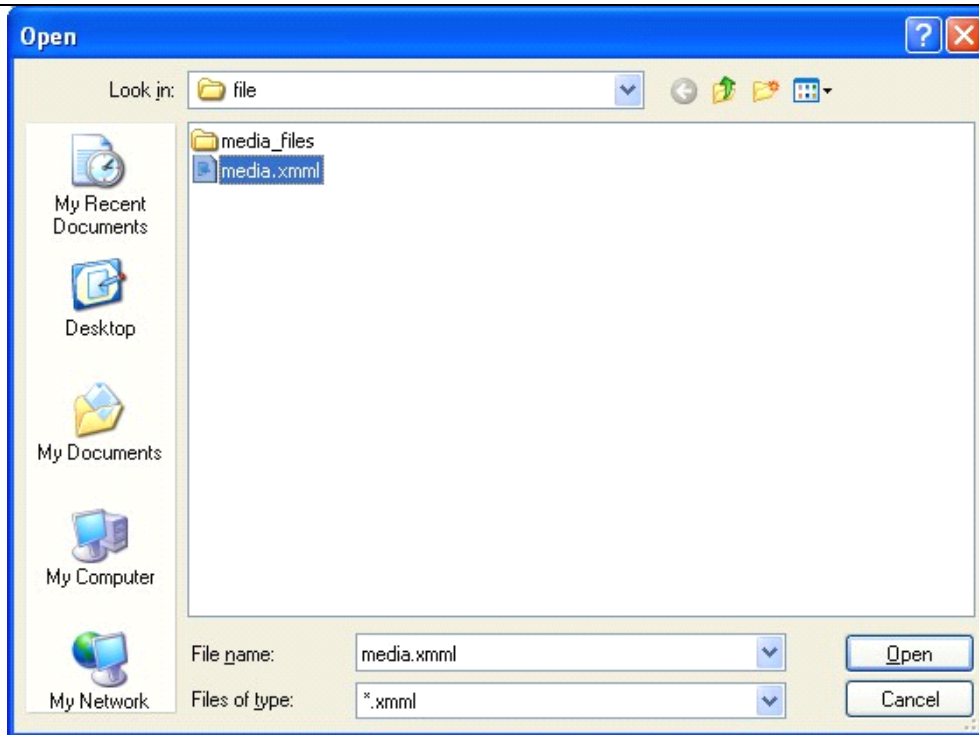 Open
Look in:
file
media_files
media.xmml
My Recent
Documents
Desktop
My Documents
My Computer
My Network
File name:
media.xmml
Open
Files of type:
*.xmml
Cancel